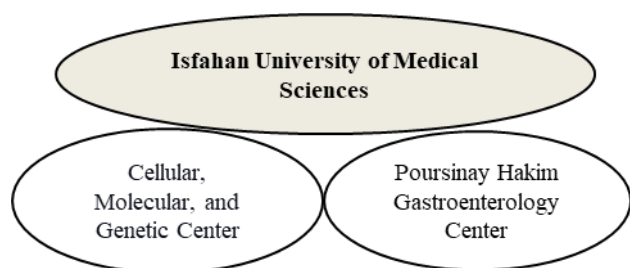 Isfahan University of Medical
Sciences
Cellular,
Molecular, and
Genetic Center
Poursinay Hakim
Gastroenterology
Center